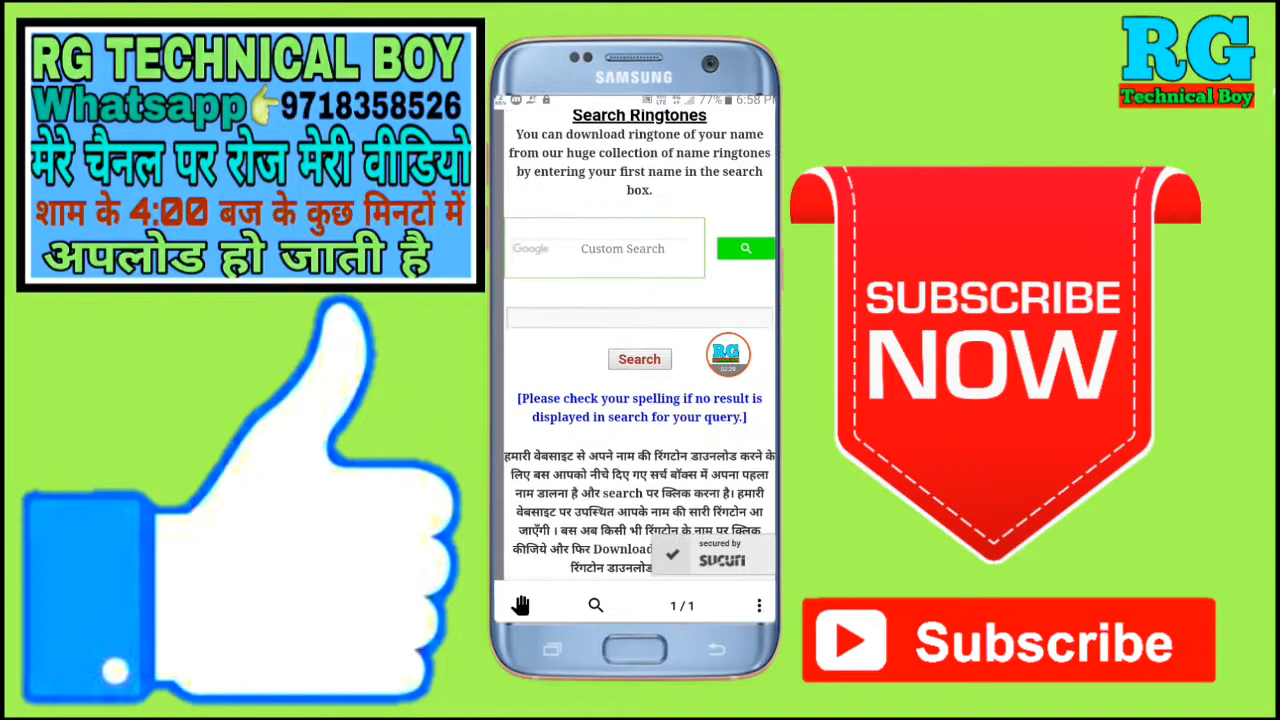 RG TECHNICAL BOY
Whatsapp👉9718358526
मेरे चैनल पर रोज मेरी वीडियो
शाम के 4:00 बज के कुछ मिनटों में
अपलोड हो जाती है
RG
Technical Boy
SAMSUNG
77% 6:58 PM
Search Ringtones
You can download ringtone of your name
from our huge collection of name ringtones
by entering your first name in the search
box.
Google Custom Search
Search
RG
02:29
[Please check your spelling if no result is
displayed in search for your query.]
हमारी वेबसाइट से अपने नाम की रिंगटोन डाउनलोड करने के
लिए बस आपको नीचे दिए गए सर्च बॉक्स में अपना पहला
नाम डालना है और search पर क्लिक करना है। हमारी
वेबसाइट पर उपस्थित आपके नाम की सारी रिंगटोन आ
जाएँगी । बस अब किसी भी रिंगटोन के नाम पर क्लिक
कीजिये और फिर Download
रिंगटोन डाउनलोड
secured by
sucuri
1 / 1
SUBSCRIBE
NOW
Subscribe